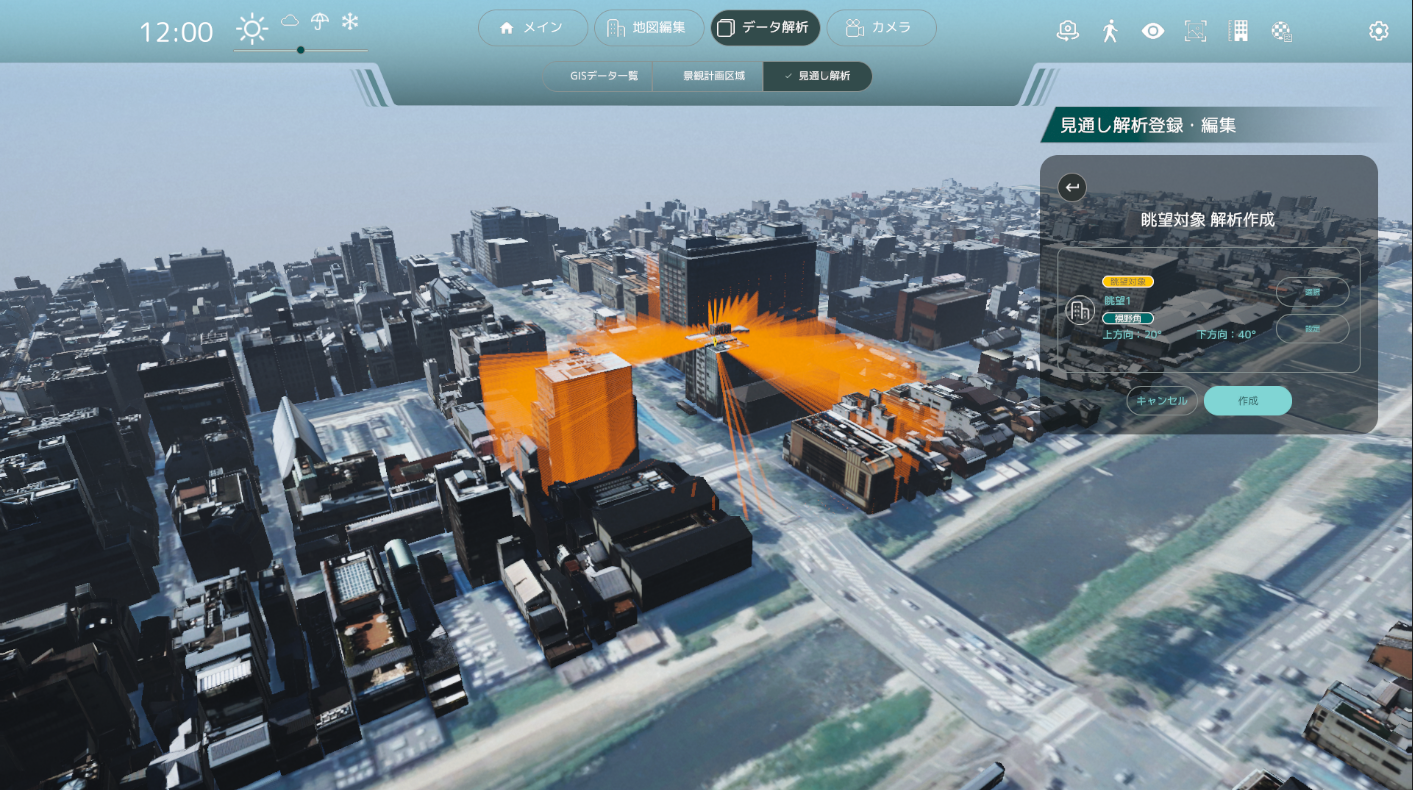 12:00
メイン
地図編集
データ解析
カメラ
GISデータ一覧
景観計画区域
見通し解析
見通し解析登録・編集
眺望対象 解析作成
眺望対象
眺望1
視野角
上方向：20°
下方向：40°
キャンセル
作成